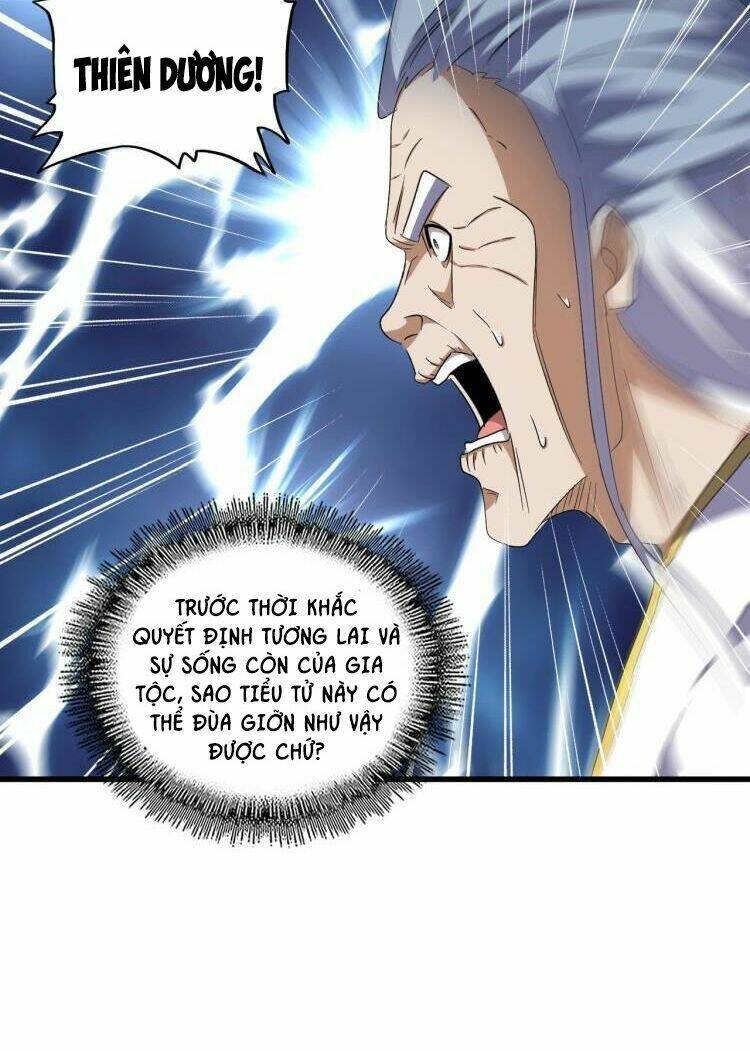 THIÊN DƯƠNG!
TRƯỚC THỜI KHẮC
QUYẾT ĐỊNH TƯƠNG LAI VÀ
SỰ SỐNG CÒN CỦA GIA
TỘC, SAO TIỂU TỬ NÀY CÓ
THỂ ĐÙA GIỠN NHƯ VẬY
ĐƯỢC CHỨ?